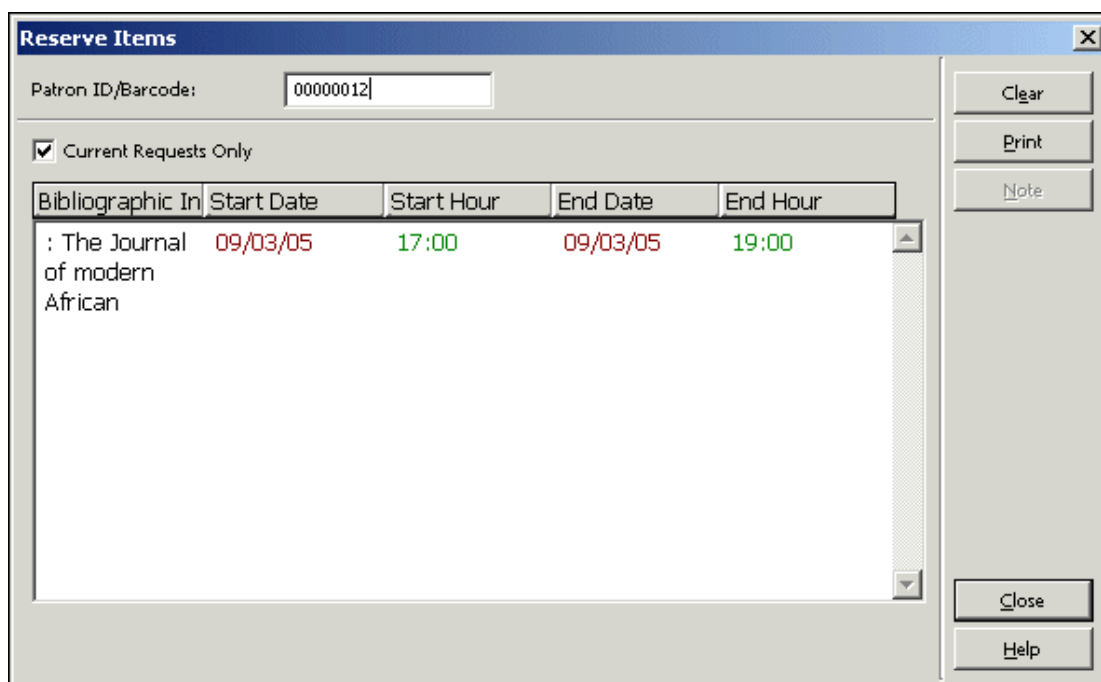 Reserve Items
Patron ID/Barcode: 00000012
Clear
Print
Note
Current Requests Only
Bibliographic In Start Date Start Hour End Date End Hour
: The Journal 09/03/05 17:00 09/03/05 19:00
of modern
African
Close
Help